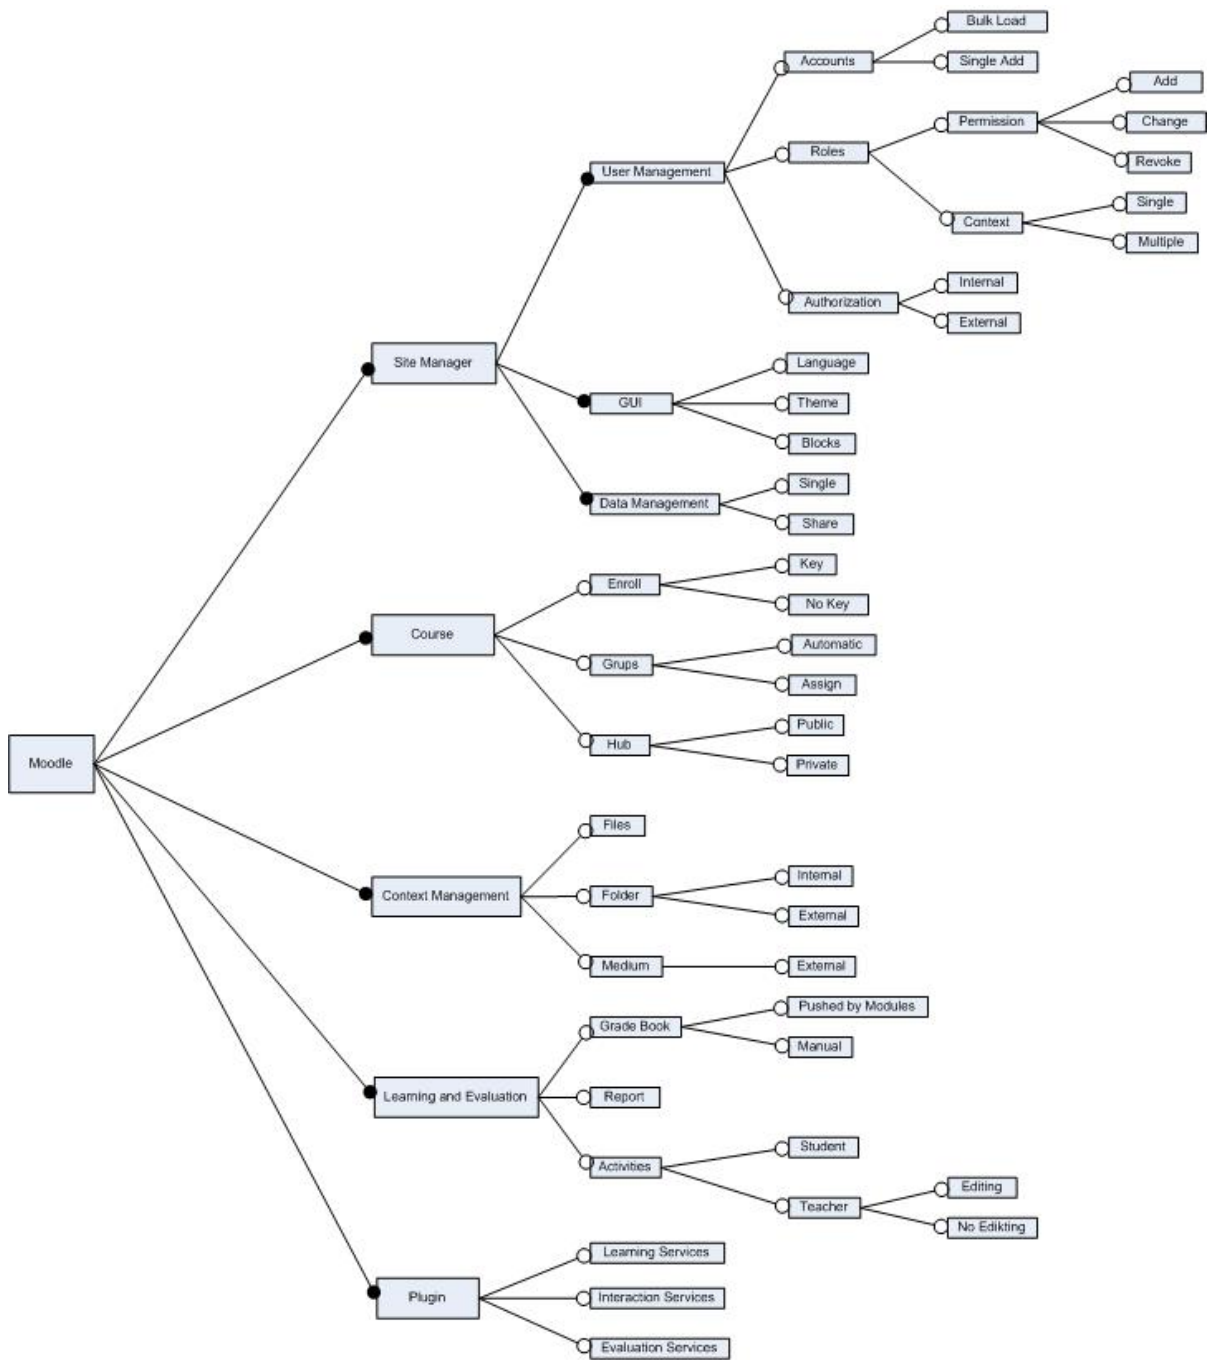 Bulk Load
Accounts
Single Add
Add
Permission
Change
Roles
Revoke
User Management
Single
Context
Multiple
Internal
Authorization
External
Site Manager
Language
GUI
Theme
Blocks
Single
Data Management
Share
Key
Enroll
No Key
Course
Automatic
Grups
Assign
Public
Hub
Private
Moodle
Files
Internal
Context Management
Folder
External
Medium
External
Pushed by Modules
Grade Book
Manual
Learning and Evaluation
Report
Student
Activities
Editing
Teacher
No Edikting
Learning Services
Plugin
Interaction Services
Evaluation Services